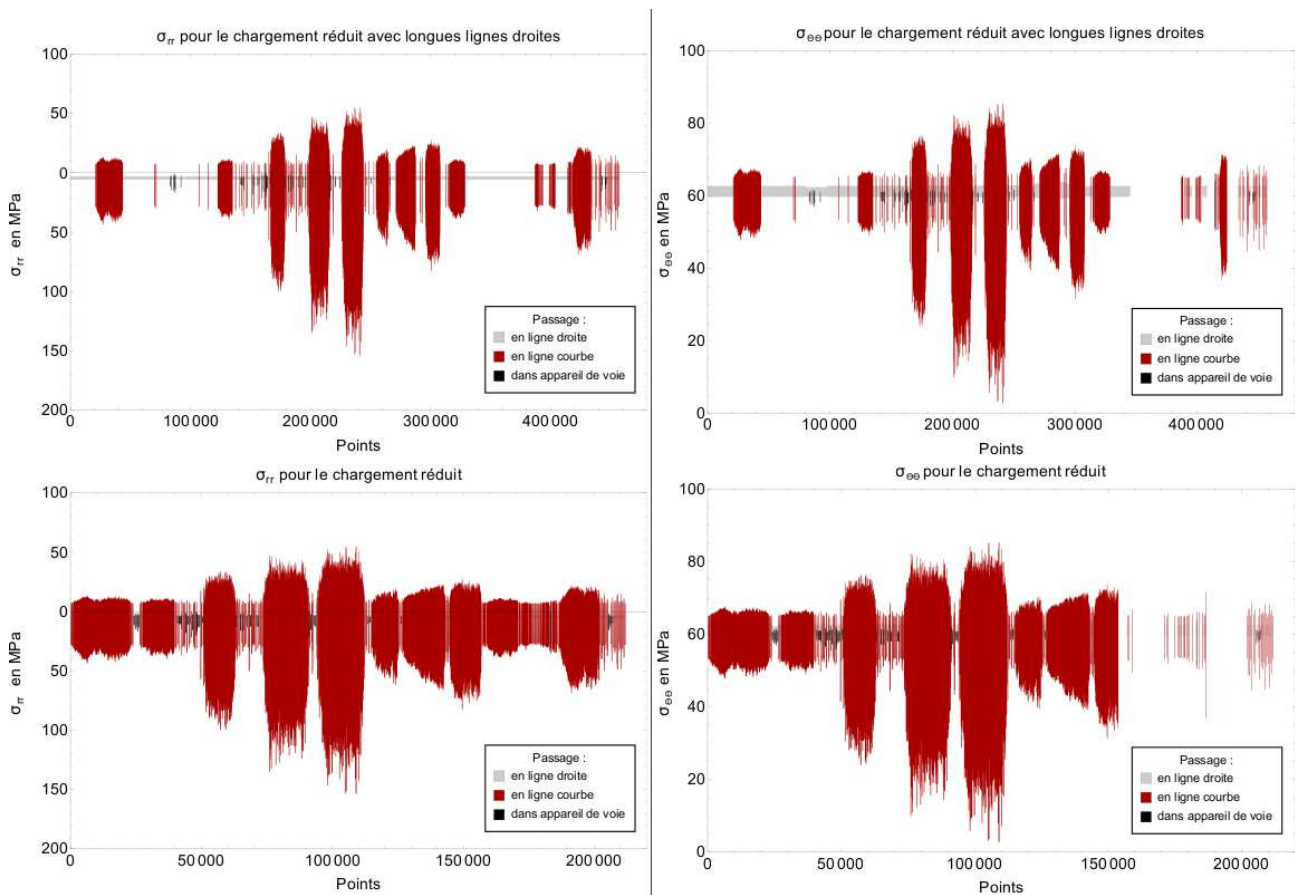 σrr pour le chargement réduit avec longues lignes droites
100
50
0
50
100
150
200
σrr en MPa
0
100 000
200 000
300 000
400 000
Points
Passage :
en ligne droite
en ligne courbe
dans appareil de voie
σθθ pour le chargement réduit avec longues lignes droites
100
80
60
40
20
0
σθθ en MPa
0
100 000
200 000
300 000
400 000
Points
Passage :
en ligne droite
en ligne courbe
dans appareil de voie
σrr pour le chargement réduit
100
50
0
50
100
150
200
σrr en MPa
0
50 000
100 000
150 000
200 000
Points
Passage :
en ligne droite
en ligne courbe
dans appareil de voie
σθθ pour le chargement réduit
100
80
60
40
20
0
σθθ en MPa
0
50 000
100 000
150 000
200 000
Points
Passage :
en ligne droite
en ligne courbe
dans appareil de voie